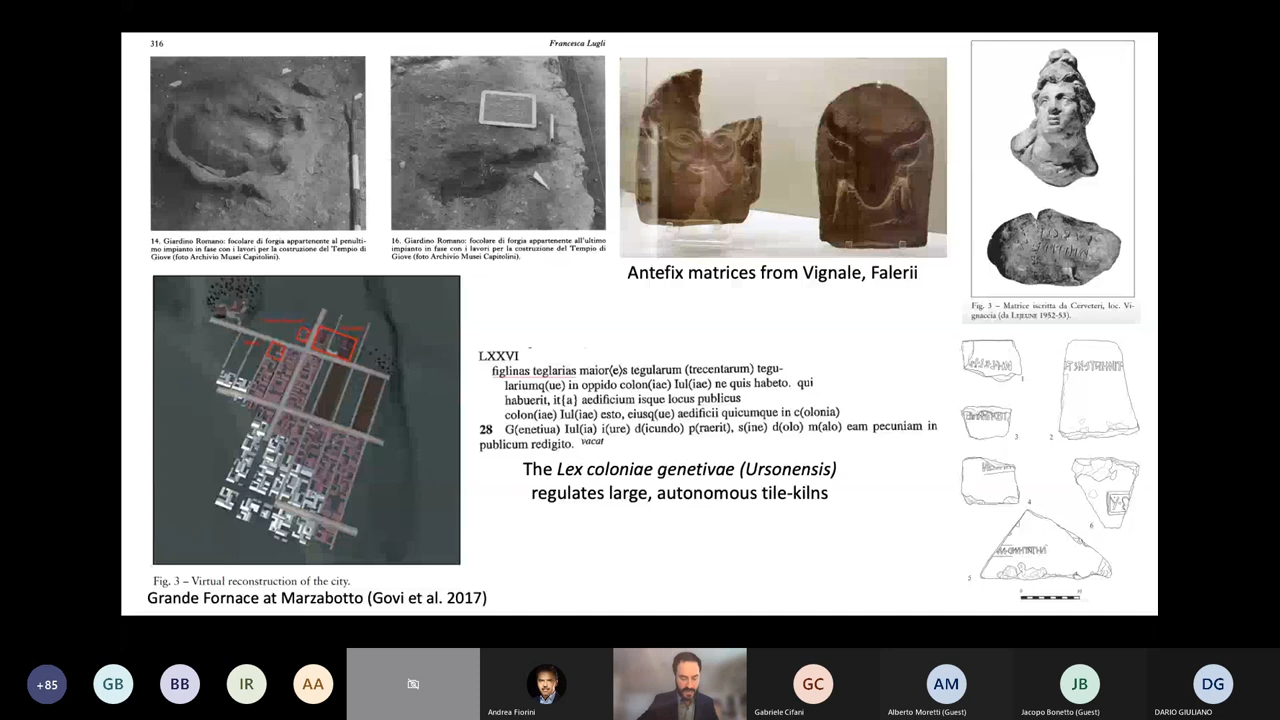 316
Francesca Lugli
14. Giardino Romano: focolare di forgia appartenente al penulti-
mo impianto in fase con i lavori per la costruzione del Tempio di
Giove (foto Archivio Musei Capitolini).
16. Giardino Romano: focolare di forgia appartenente all'ultimo
impianto in fase con i lavori per la costruzione del Tempio di
Giove (foto Archivio Musei Capitolini).
Antefix matrices from Vignale, Falerii
Fig. 3 – Matrice iscritta da Cerveteri, loc. Vi-
gnaccia (da LEJEUNE 1952-53).
Fig. 3 – Virtual reconstruction of the city.
Grande Fornace at Marzabotto (Govi et al. 2017)
LXXVI
figlinas teglarias maior(e)s tegularum (trecentarum) tegu-
lariumq(ue) in oppido colon(iae) Iul(iae) ne quis habeto. qui
habuerit, it{a} aedificium isque locus publicus
colon(iae) Iul(iae) esto, eiusq(ue) aedificii quicumque in c(olonia)
28 G(enetiua) Iul(ia) i(ure) d(icundo) p(raerit), s(ine) d(olo) m(alo) eam pecuniam in
publicum redigito. vacat
The Lex coloniae genetivae (Ursonensis)
regulates large, autonomous tile-kilns
1
2
3
4
5
6
0
10
+85
GB
BB
IR
AA
Andrea Fiorini
GC
Gabriele Cifani
AM
Alberto Moretti (Guest)
JB
Jacopo Bonetto (Guest)
DG
DARIO GIULIANO